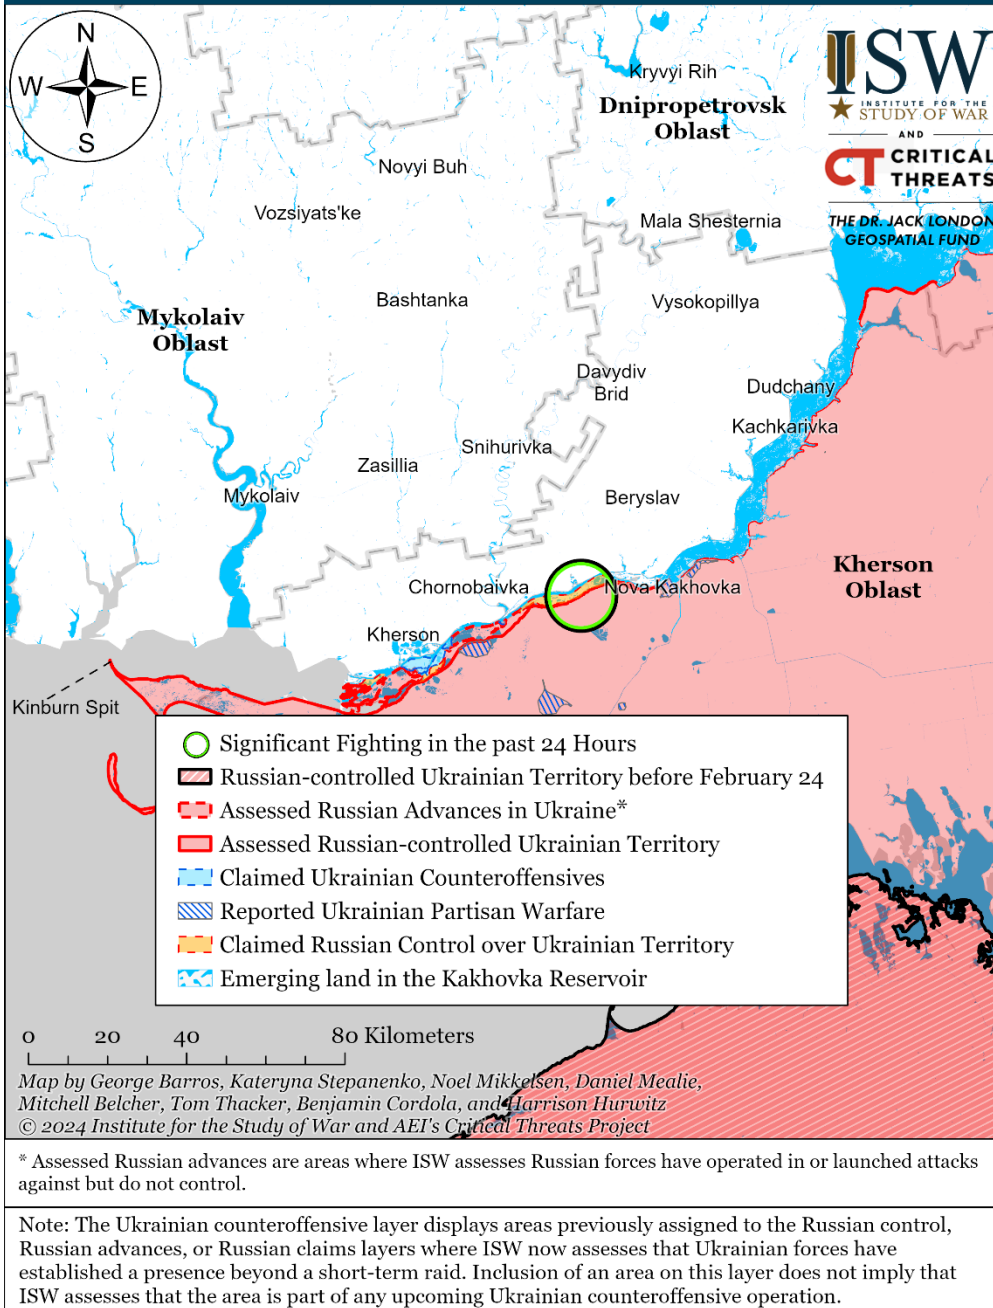 N
W E
S
ISW
INSTITUTE FOR THE
STUDY OF WAR
AND
CT CRITICAL
THREATS
THE DR. JACK LONDON
GEOSPATIAL FUND
Kryvyi Rih
Dnipropetrovsk
Oblast
Novyi Buh
Vozsiyats'ke
Mala Shesternia
Bashtanka
Vysokopillya
Mykolaiv
Oblast
Davydiv
Brid
Dudchany
Kachkarivka
Snihurivka
Zasillia
Mykolaiv
Beryslav
Kherson
Oblast
Chornobaivka
Nova Kakhovka
Kherson
Kinburn Spit
Significant Fighting in the past 24 Hours
Russian-controlled Ukrainian Territory before February 24
Assessed Russian Advances in Ukraine*
Assessed Russian-controlled Ukrainian Territory
Claimed Ukrainian Counteroffensives
Reported Ukrainian Partisan Warfare
Claimed Russian Control over Ukrainian Territory
Emerging land in the Kakhovka Reservoir
0 20 40 80 Kilometers
Map by George Barros, Kateryna Stepanenko, Noel Mikkelsen, Daniel Mealie,
Mitchell Belcher, Tom Thacker, Benjamin Cordola, and Harrison Hurwitz
© 2024 Institute for the Study of War and AEI's Critical Threats Project
* Assessed Russian advances are areas where ISW assesses Russian forces have operated in or launched attacks
against but do not control.
Note: The Ukrainian counteroffensive layer displays areas previously assigned to the Russian control,
Russian advances, or Russian claims layers where ISW now assesses that Ukrainian forces have
established a presence beyond a short-term raid. Inclusion of an area on this layer does not imply that
ISW assesses that the area is part of any upcoming Ukrainian counteroffensive operation.